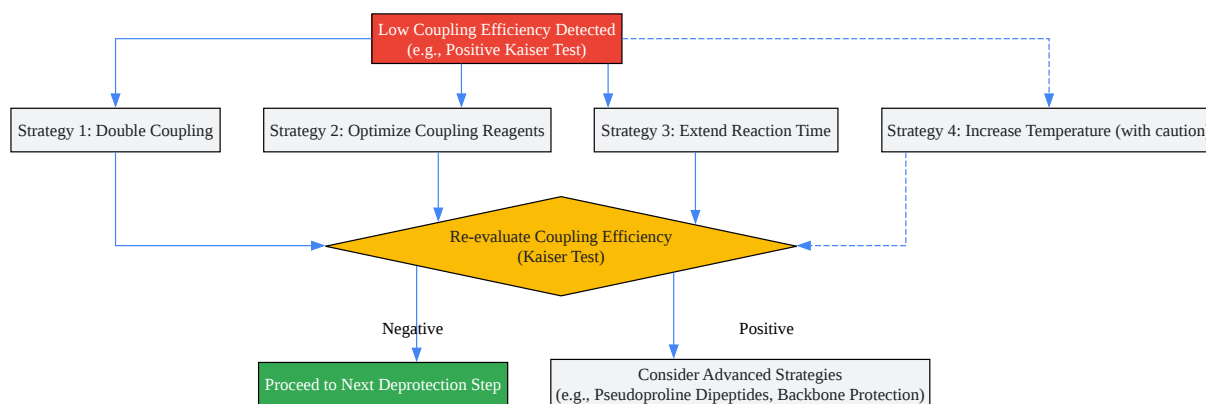 Low Coupling Efficiency Detected
(e.g., Positive Kaiser Test)
Strategy 1: Double Coupling
Strategy 2: Optimize Coupling Reagents
Strategy 3: Extend Reaction Time
Strategy 4: Increase Temperature (with caution)
Re-evaluate Coupling Efficiency
(Kaiser Test)
Negative
Positive
Proceed to Next Deprotection Step
Consider Advanced Strategies
(e.g., Pseudoproline Dipeptides, Backbone Protection)